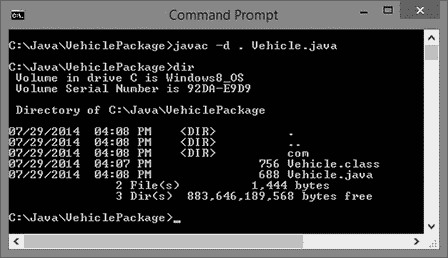 Command Prompt
C:\Java\VehiclePackage>javac -d . Vehicle.java
C:\Java\VehiclePackage>dir
Volume in drive C is Windows8_OS
Volume Serial Number is 92DA-E9D9
Directory of C:\Java\VehiclePackage
07/29/2014 04:08 PM <DIR> .
07/29/2014 04:08 PM <DIR> ..
07/29/2014 04:08 PM <DIR> com
07/29/2014 04:07 PM 756 Vehicle.class
07/29/2014 04:08 PM 688 Vehicle.java
2 File(s) 1,444 bytes
3 Dir(s) 883,646,189,568 bytes free
C:\Java\VehiclePackage>_